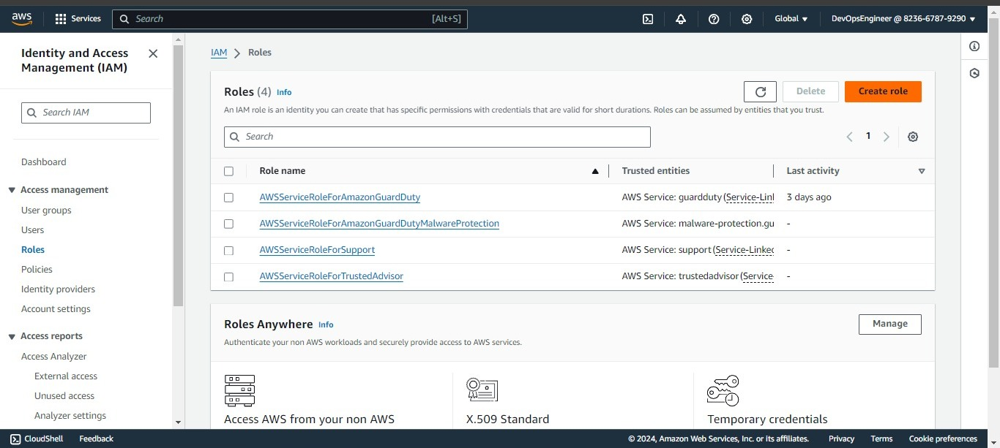 aws
Services
Search
[Alt+S]
Global
DevOpsEngineer @ 8236-6787-9290
Identity and Access
Management (IAM)
Search IAM
Dashboard
Access management
User groups
Users
Roles
Policies
Identity providers
Account settings
Access reports
Access Analyzer
External access
Unused access
Analyzer settings
IAM
Roles
Roles (4) Info
Delete
Create role
An IAM role is an identity you can create that has specific permissions with credentials that are valid for short durations. Roles can be assumed by entities that you trust.
Search
1
Role name Trusted entities Last activity
AWSServiceRoleForAmazonGuardDuty AWS Service: guardduty (Service-Linl 3 days ago
AWSServiceRoleForAmazonGuardDutyMalwareProtection AWS Service: malware-protection.gu -
AWSServiceRoleForSupport AWS Service: support (Service-Linkec -
AWSServiceRoleForTrustedAdvisor AWS Service: trustedadvisor (Service- -
Roles Anywhere Info
Manage
Authenticate your non AWS workloads and securely provide access to AWS services.
Access AWS from your non AWS
X.509 Standard
Temporary credentials
CloudShell
Feedback
© 2024, Amazon Web Services, Inc. or its affiliates.
Privacy
Terms
Cookie preferences